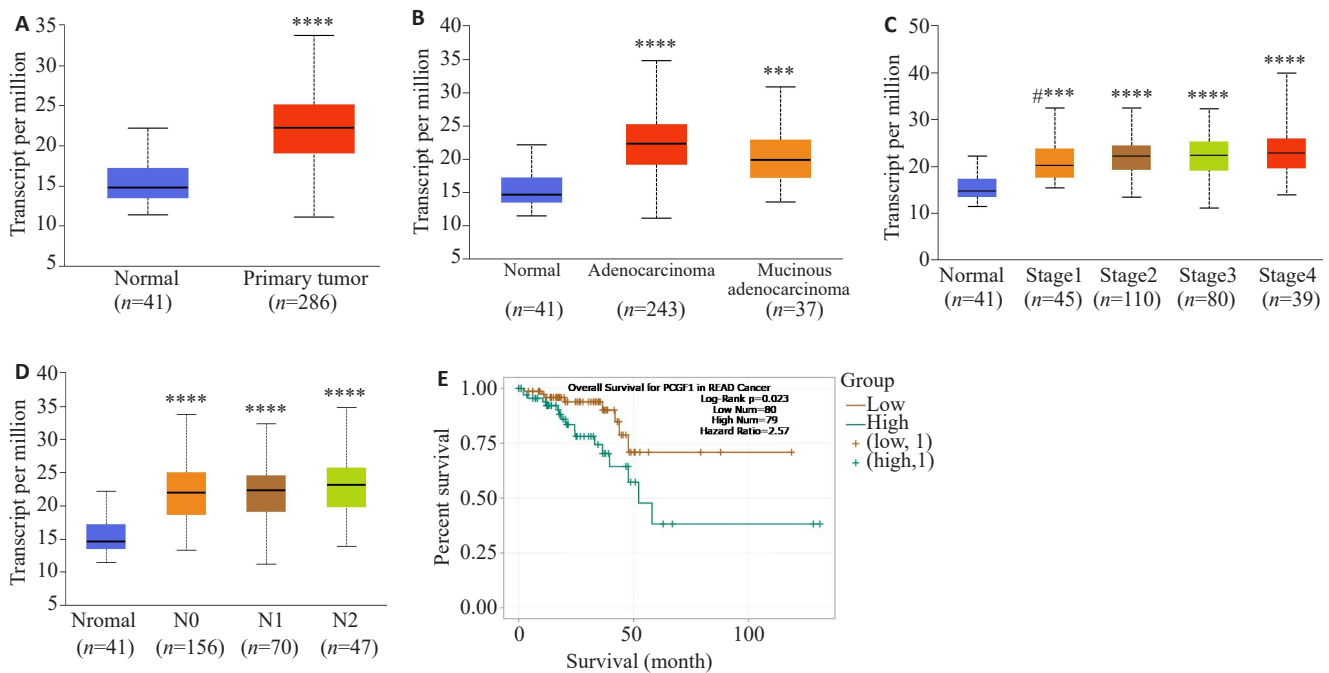 A
Transcript per million
35
30
25
20
15
10
5
****
Normal
(n=41)
Primary tumor
(n=286)
B
Transcript per million
40
35
30
25
20
15
10
5
****
***
Normal
(n=41)
Adenocarcinoma
(n=243)
Mucinous
adenocarcinoma
(n=37)
C
Transcript per million
50
40
30
20
10
0
#***
****
****
****
Normal
(n=41)
Stage1
(n=45)
Stage2
(n=110)
Stage3
(n=80)
Stage4
(n=39)
D
Transcript per million
40
35
30
25
20
15
10
5
****
****
****
Nromal
(n=41)
N0
(n=156)
N1
(n=70)
N2
(n=47)
E
Percent survival
1.00
0.75
0.50
0.25
0.00
Overall Survival for PCGF1 in READ Cancer
Log-Rank p=0.023
Low Num=80
High Num=79
Hazard Ratio=2.57
0
50
100
Survival (month)
Group
Low
High
(low, 1)
(high,1)